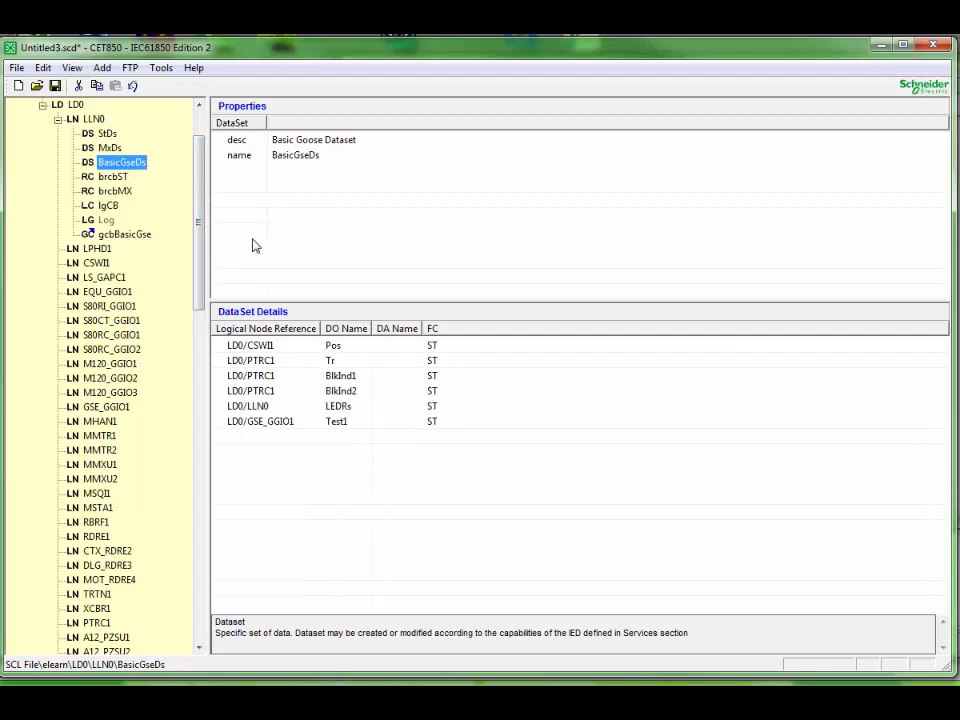 Untitled3.scd* - CET850 - IEC61850 Edition 2
File Edit View Add FTP Tools Help
Schneider
Electric
LD LD0
LN LLN0
DS StDs
DS MxDs
DS BasicGseDs
RC brcbST
RC brcbMX
LC lgCB
LG Log
GC gcbBasicGse
LN LPHD1
LN CSWI1
LN LS_GAPC1
LN EQU_GGIO1
LN S80RI_GGIO1
LN S80CT_GGIO1
LN S80RC_GGIO1
LN S80RC_GGIO2
LN M120_GGIO1
LN M120_GGIO2
LN M120_GGIO3
LN GSE_GGIO1
LN MHAN1
LN MMTR1
LN MMTR2
LN MMXU1
LN MMXU2
LN MSQI1
LN MSTA1
LN RBRF1
LN RDRE1
LN CTX_RDRE2
LN DLG_RDRE3
LN MOT_RDRE4
LN TRTN1
LN XCBR1
LN PTRC1
LN A12_PZSU1
LN A12_PZSU2
Properties
DataSet
desc Basic Goose Dataset
name BasicGseDs
DataSet Details
Logical Node Reference DO Name DA Name FC
LD0/CSWI1 Pos ST
LD0/PTRC1 Tr ST
LD0/PTRC1 BlkInd1 ST
LD0/PTRC1 BlkInd2 ST
LD0/LLN0 LEDRs ST
LD0/GSE_GGIO1 Test1 ST
Dataset
Specific set of data. Dataset may be created or modified according to the capabilities of the IED defined in Services section
SCL File\elearn\LD0\LLN0\BasicGseDs